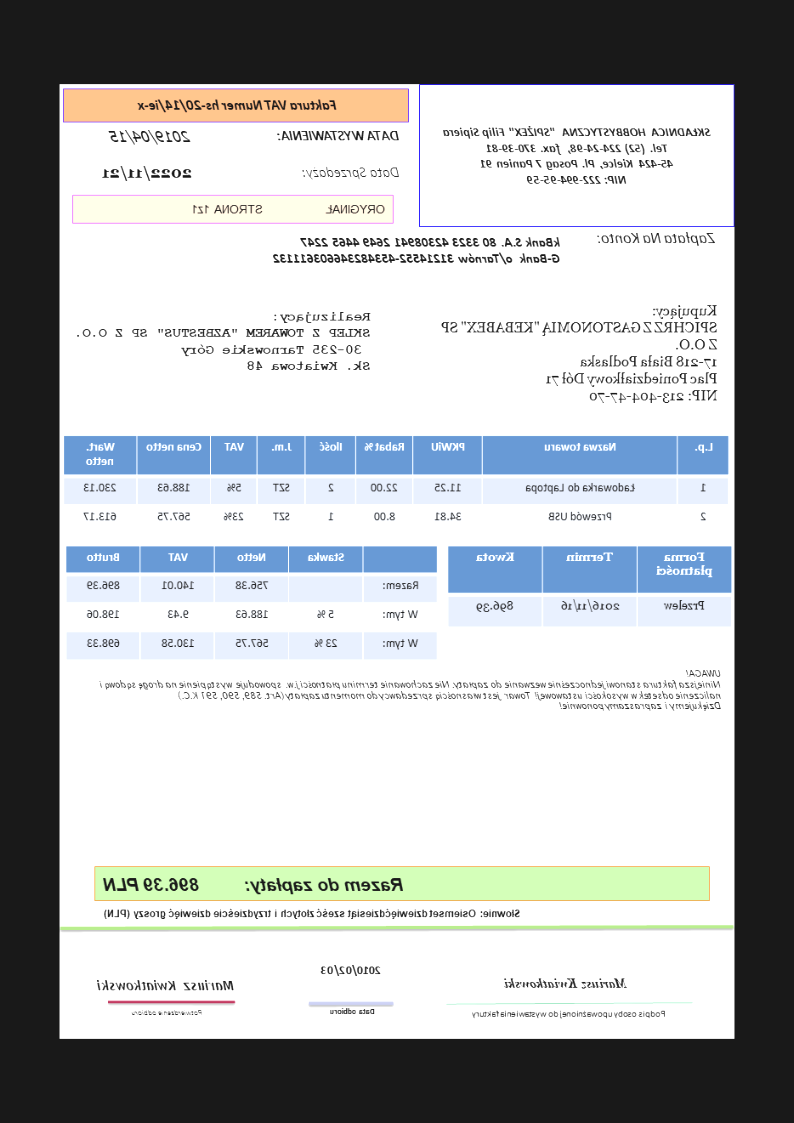 SKŁADNICA HOBBYSTYCZNA "SPIŻEX" Filip Sipiera
Tel. (52) 224-24-98, fax. 370-39-81
45-424 Kielce, Pl. Posag 7 Panien 91
NIP: 222-994-95-59
Faktura VAT Numer hs-20/14/ie-x
DATA WYSTAWIENIA: 2019/04/15
Data Sprzedaży: 2022/11/21
ORYGINAŁ STRONA 1z1
Zapłata Na Konto: kBank S.A. 80 3323 42308941 2649 4465 2247
G-Bank o/Tarnów 31214552-4534823466036111132
Kupujący:
SPICHRZ Z GASTONOMIĄ "KEBABEX" SP
Z O.O.
17-218 Biała Podlaska
Plac Poniedziałkowy Dół 71
NIP: 213-404-47-70
Realizujący:
SKLEP Z TOWAREM "AZBESTUS" SP Z O.O.
30-235 Tarnowskie Góry
Sk. Kwiatowa 48
L.p. Nazwa towaru PKWiU Rabat % Ilość J.m. VAT Cena netto Wart. netto
1 Ładowarka do Laptopa 11.25 22.00 2 SZT 5% 188.63 230.13
2 Przewód USB 34.81 8.00 1 SZT 23% 567.75 613.17
Forma płatności Termin Kwota
Przelew 2016/11/16 896.39
Stawka Netto VAT Brutto
Razem: 756.38 140.01 896.39
W tym: 5 % 188.63 9.43 198.06
W tym: 23 % 567.75 130.58 698.33
UWAGA!
Niniejsza faktura stanowi jednocześnie wezwanie do zapłaty. Nie zachowanie terminu płatności j.w. spowoduje wystąpienie na drogę sądową i
naliczenie odsetek w wysokości ustawowej! Towar jest własnością sprzedawcy do momentu zapłaty (Art. 589, 590, 591 K.C.)
Dziękujemy i zapraszamy ponownie!
Razem do zapłaty: 896.39 PLN
Słownie: Osiemset dziewięćdziesiąt sześć złotych i trzydzieście dziewięć groszy (PLN)
Mariusz Kwiatkowski
Podpis osoby upoważnionej do wystawienia faktury
2010/02/03
Data odbioru
Mariusz Kwiatkowski
Potwierdzenie odbioru